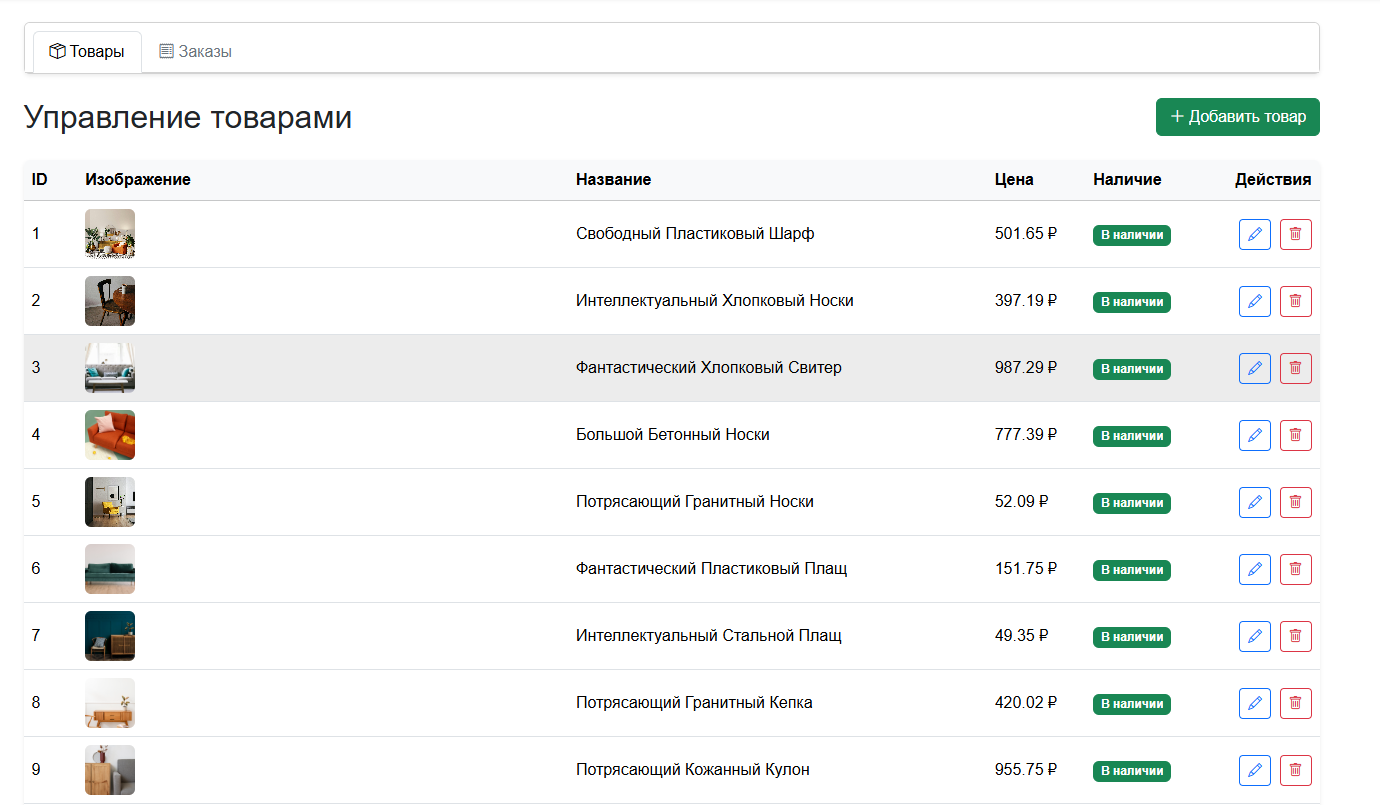 Товары Заказы
Управление товарами + Добавить товар
ID Изображение Название Цена Наличие Действия
1 Свободный Пластиковый Шарф 501.65 ₽ В наличии
2 Интеллектуальный Хлопковый Носки 397.19 ₽ В наличии
3 Фантастический Хлопковый Свитер 987.29 ₽ В наличии
4 Большой Бетонный Носки 777.39 ₽ В наличии
5 Потрясающий Гранитный Носки 52.09 ₽ В наличии
6 Фантастический Пластиковый Плащ 151.75 ₽ В наличии
7 Интеллектуальный Стальной Плащ 49.35 ₽ В наличии
8 Потрясающий Гранитный Кепка 420.02 ₽ В наличии
9 Потрясающий Кожанный Кулон 955.75 ₽ В наличии